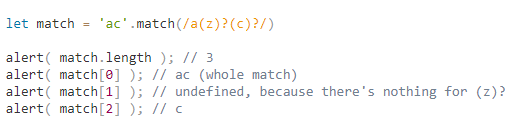 let match = 'ac'.match(/a(z)?(c)?/)
alert( match.length ); // 3
alert( match[0] ); // ac (whole match)
alert( match[1] ); // undefined, because there's nothing for (z)?
alert( match[2] ); // c